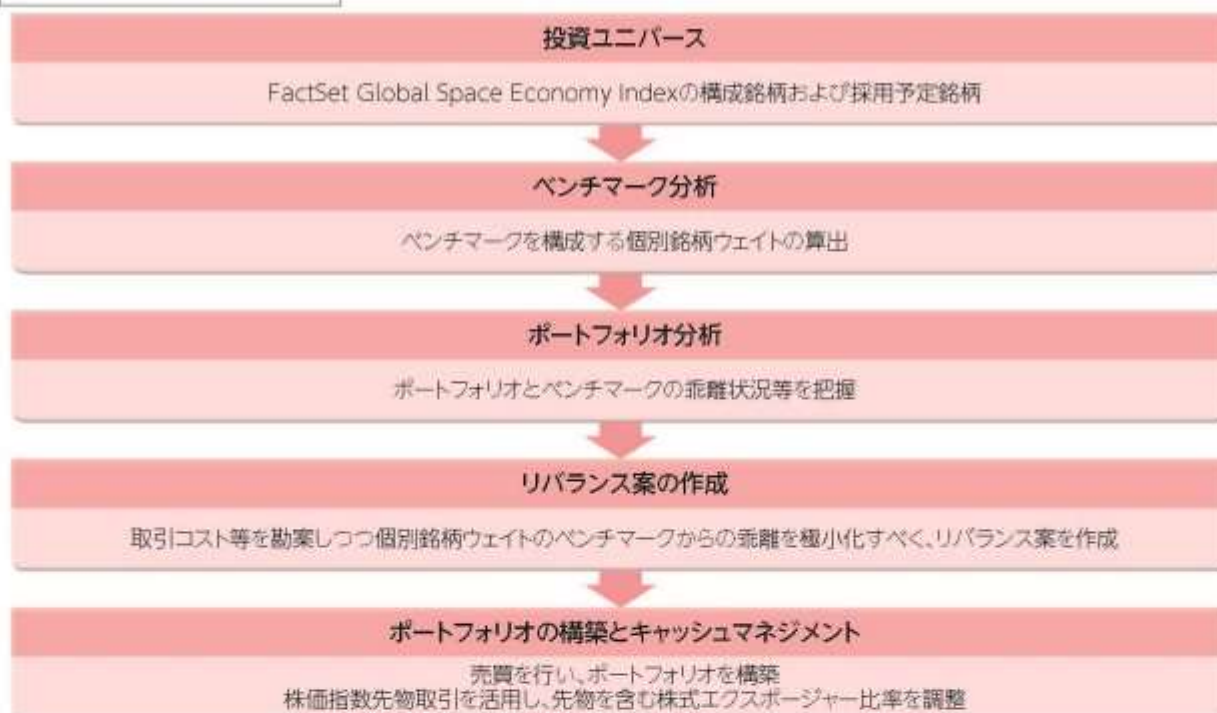 投資ユニバース
FactSet Global Space Economy Indexの構成銘柄および採用予定銘柄
ベンチマーク分析
ベンチマークを構成する個別銘柄ウェイトの算出
ポートフォリオ分析
ポートフォリオとベンチマークの乖離状況等を把握
リバランス案の作成
取引コスト等を勘案しつつ個別銘柄ウェイトのベンチマークからの乖離を極小化すべく、リバランス案を作成
ポートフォリオの構築とキャッシュマネジメント
売買を行い、ポートフォリオを構築
株価指数先物取引を活用し、先物を含む株式エクスポージャー比率を調整